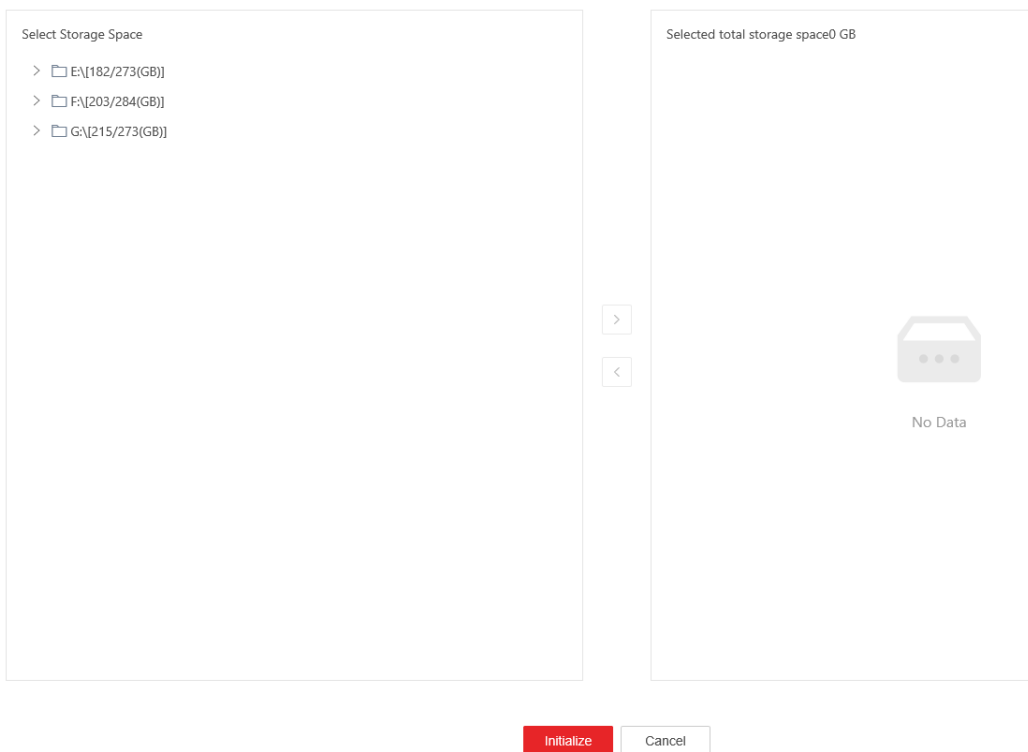 Select Storage Space
E:\[182/273(GB)]
F:\[203/284(GB)]
G:\[215/273(GB)]
Selected total storage space0 GB
No Data
Initialize
Cancel